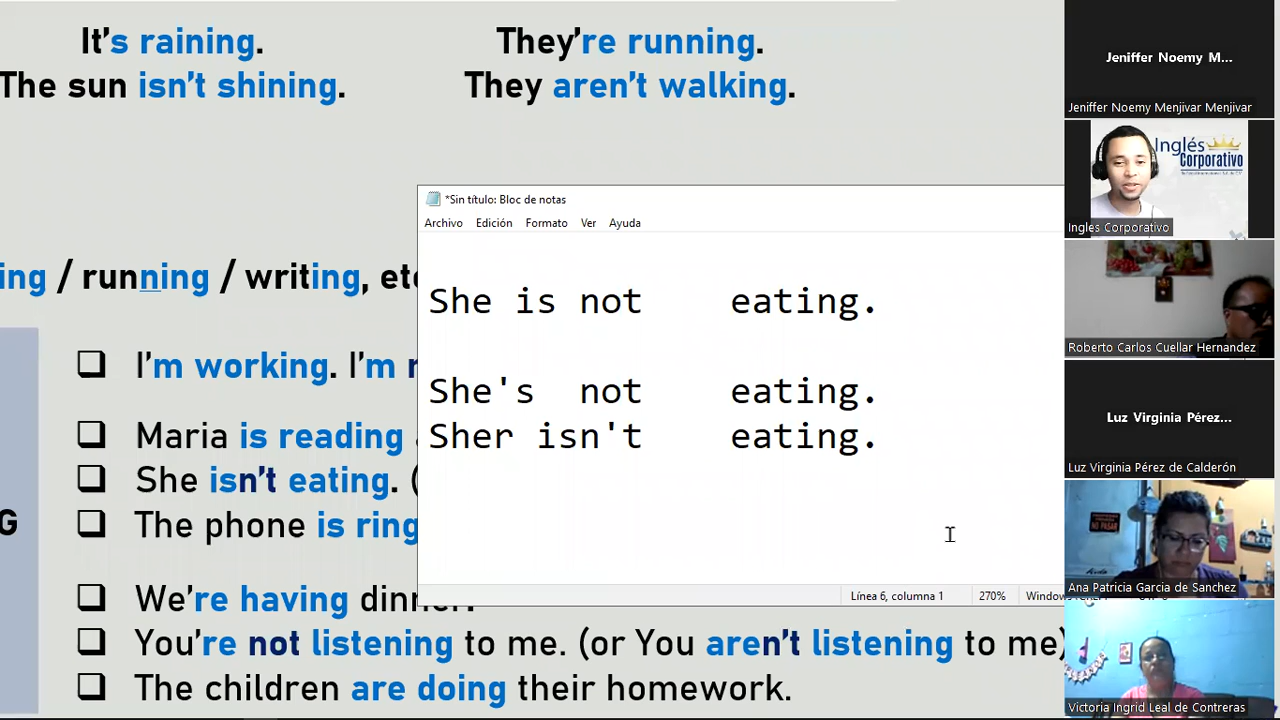 It's raining.
They're running.
The sun isn't shining.
They aren't walking.
ing / running / writing, etc
I'm working. I'm
Maria is reading
She isn't eating. (
The phone is ring
We're having dinner.
You're not listening to me. (or You aren't listening to me)
The children are doing their homework.
G
*Sin título: Bloc de notas
Archivo Edición Formato Ver Ayuda
She is not eating.
She's not eating.
Sher isn't eating.
Línea 6, columna 1
270%
Jeniffer Noemy M...
Jeniffer Noemy Menjivar Menjivar
Inglés
Corporativo
Ingles Corporativo
Roberto Carlos Cuellar Hernandez
Luz Virginia Pérez...
Luz Virginia Pérez de Calderón
NO PASAR
Ana Patricia Garcia de Sanchez
Victoria Ingrid Leal de Contreras